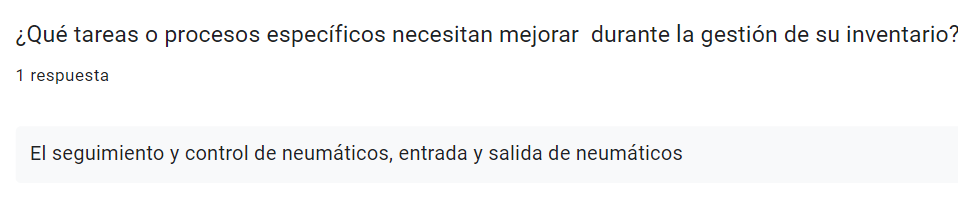 ¿Qué tareas o procesos específicos necesitan mejorar  durante la gestión de su inventario?
1 respuesta
El seguimiento y control de neumáticos, entrada y salida de neumáticos